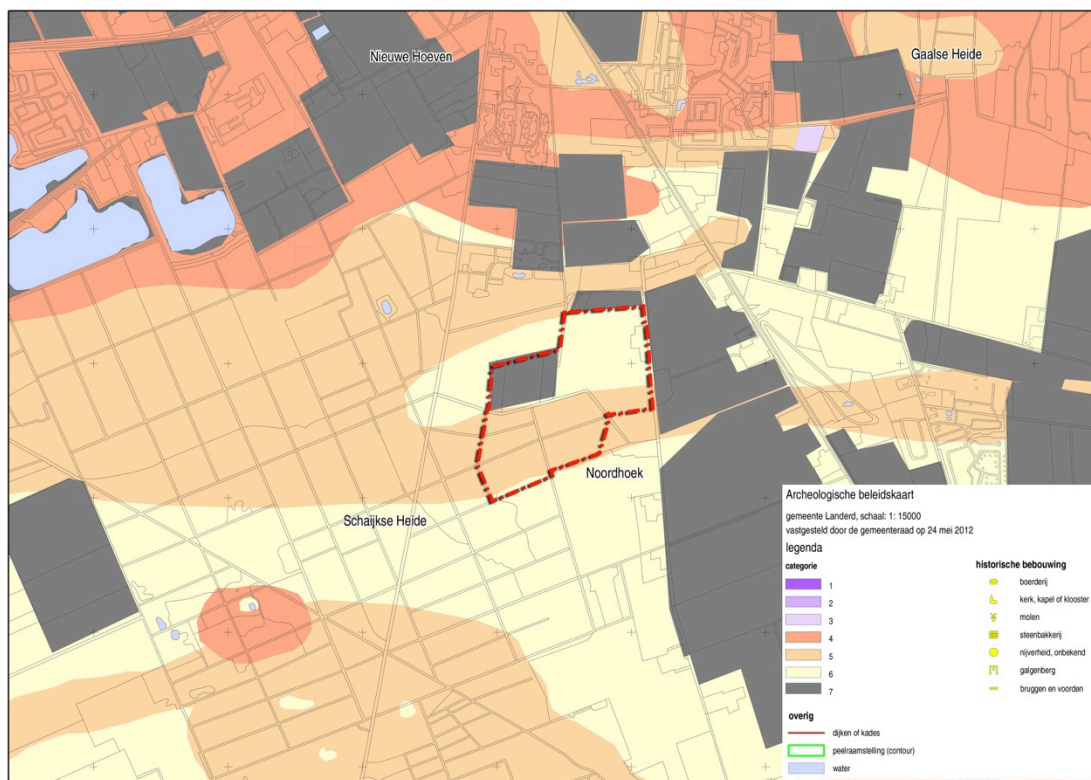 Nieuwe Hoeven
Gaalse Heide
Noordhoek
Schaijkse Heide
Archeologische beleidskaart
gemeente Landerd, schaal: 1: 15000
vastgesteld door de gemeenteraad op 24 mei 2012
legenda
categorie
1
2
3
4
5
6
7
historische bebouwing
boerderij
kerk, kapel of klooster
molen
steenbakkerij
nijverheid, onbekend
galgenberg
bruggen en voorden
overig
dijken of kades
peelraamstelling (contour)
water